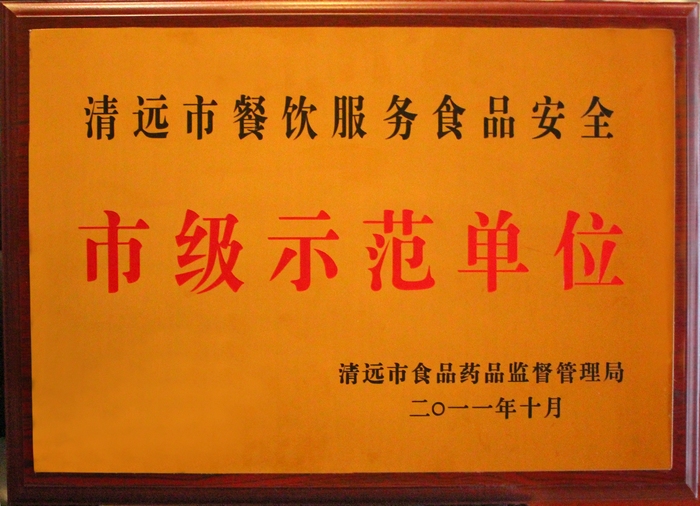 清远市餐饮服务食品安全
市级示范单位
清远市食品药品监督管理局
二〇一一年十月